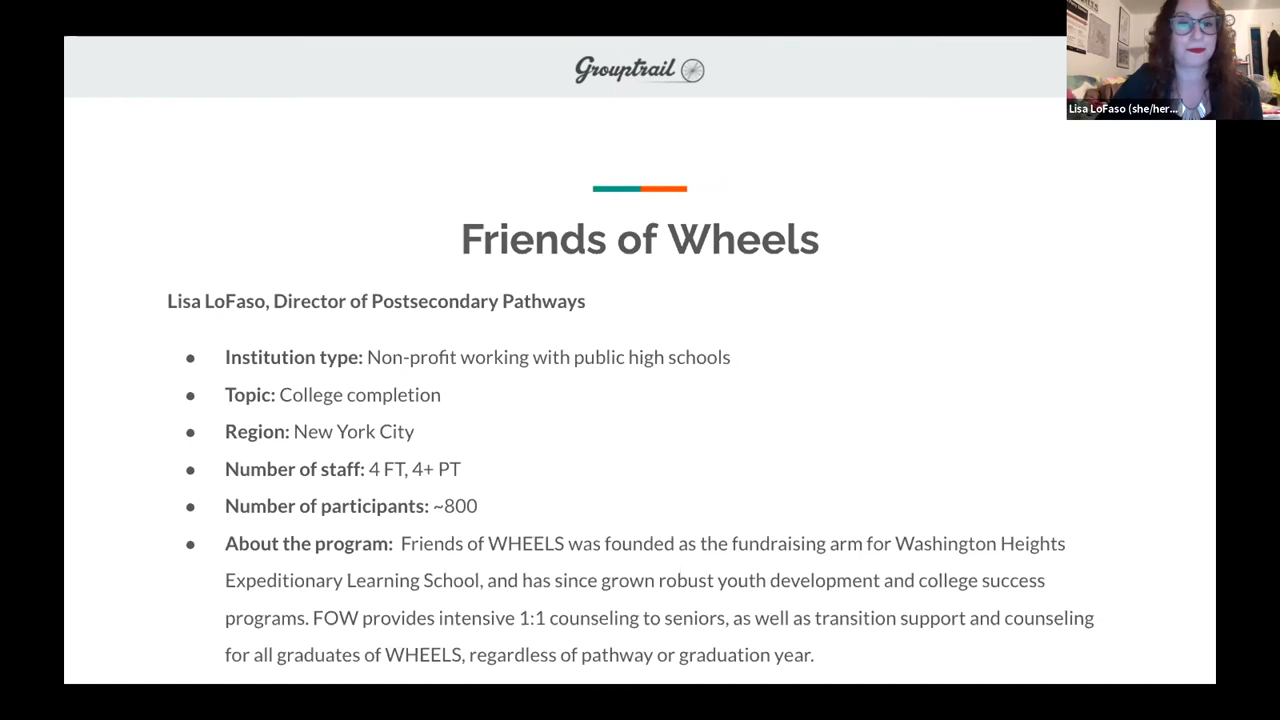 Grouptrail
Lisa LoFaso (she/her...
Friends of Wheels
Lisa LoFaso, Director of Postsecondary Pathways
● Institution type: Non-profit working with public high schools
● Topic: College completion
● Region: New York City
● Number of staff: 4 FT, 4+ PT
● Number of participants: ~800
● About the program: Friends of WHEELS was founded as the fundraising arm for Washington Heights
Expeditionary Learning School, and has since grown robust youth development and college success
programs. FOW provides intensive 1:1 counseling to seniors, as well as transition support and counseling
for all graduates of WHEELS, regardless of pathway or graduation year.